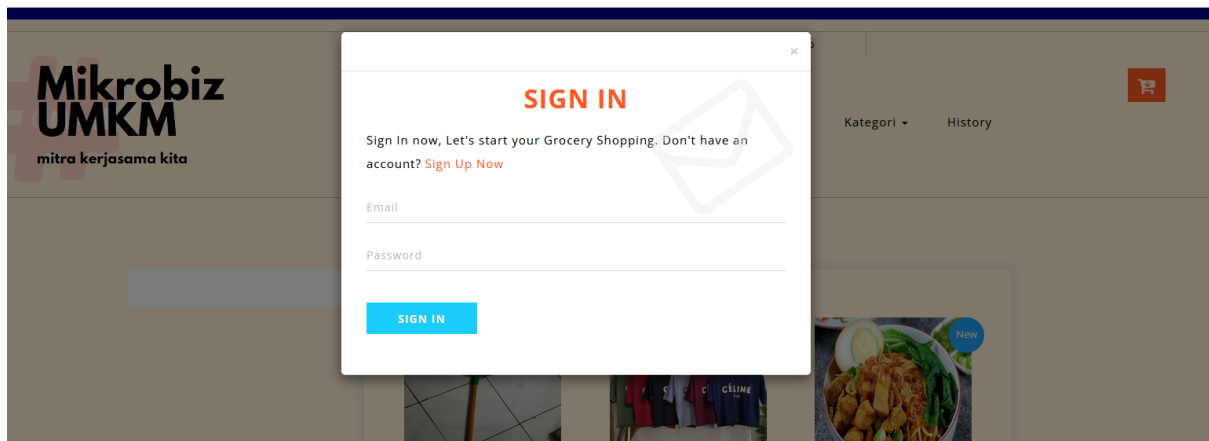 ×
Mikrobiz
UMKM
mitra kerjasama kita
Kategori
History
SIGN IN
Sign In now, Let's start your Grocery Shopping. Don't have an
account? Sign Up Now
Email
Password
SIGN IN
New
CÉLINE